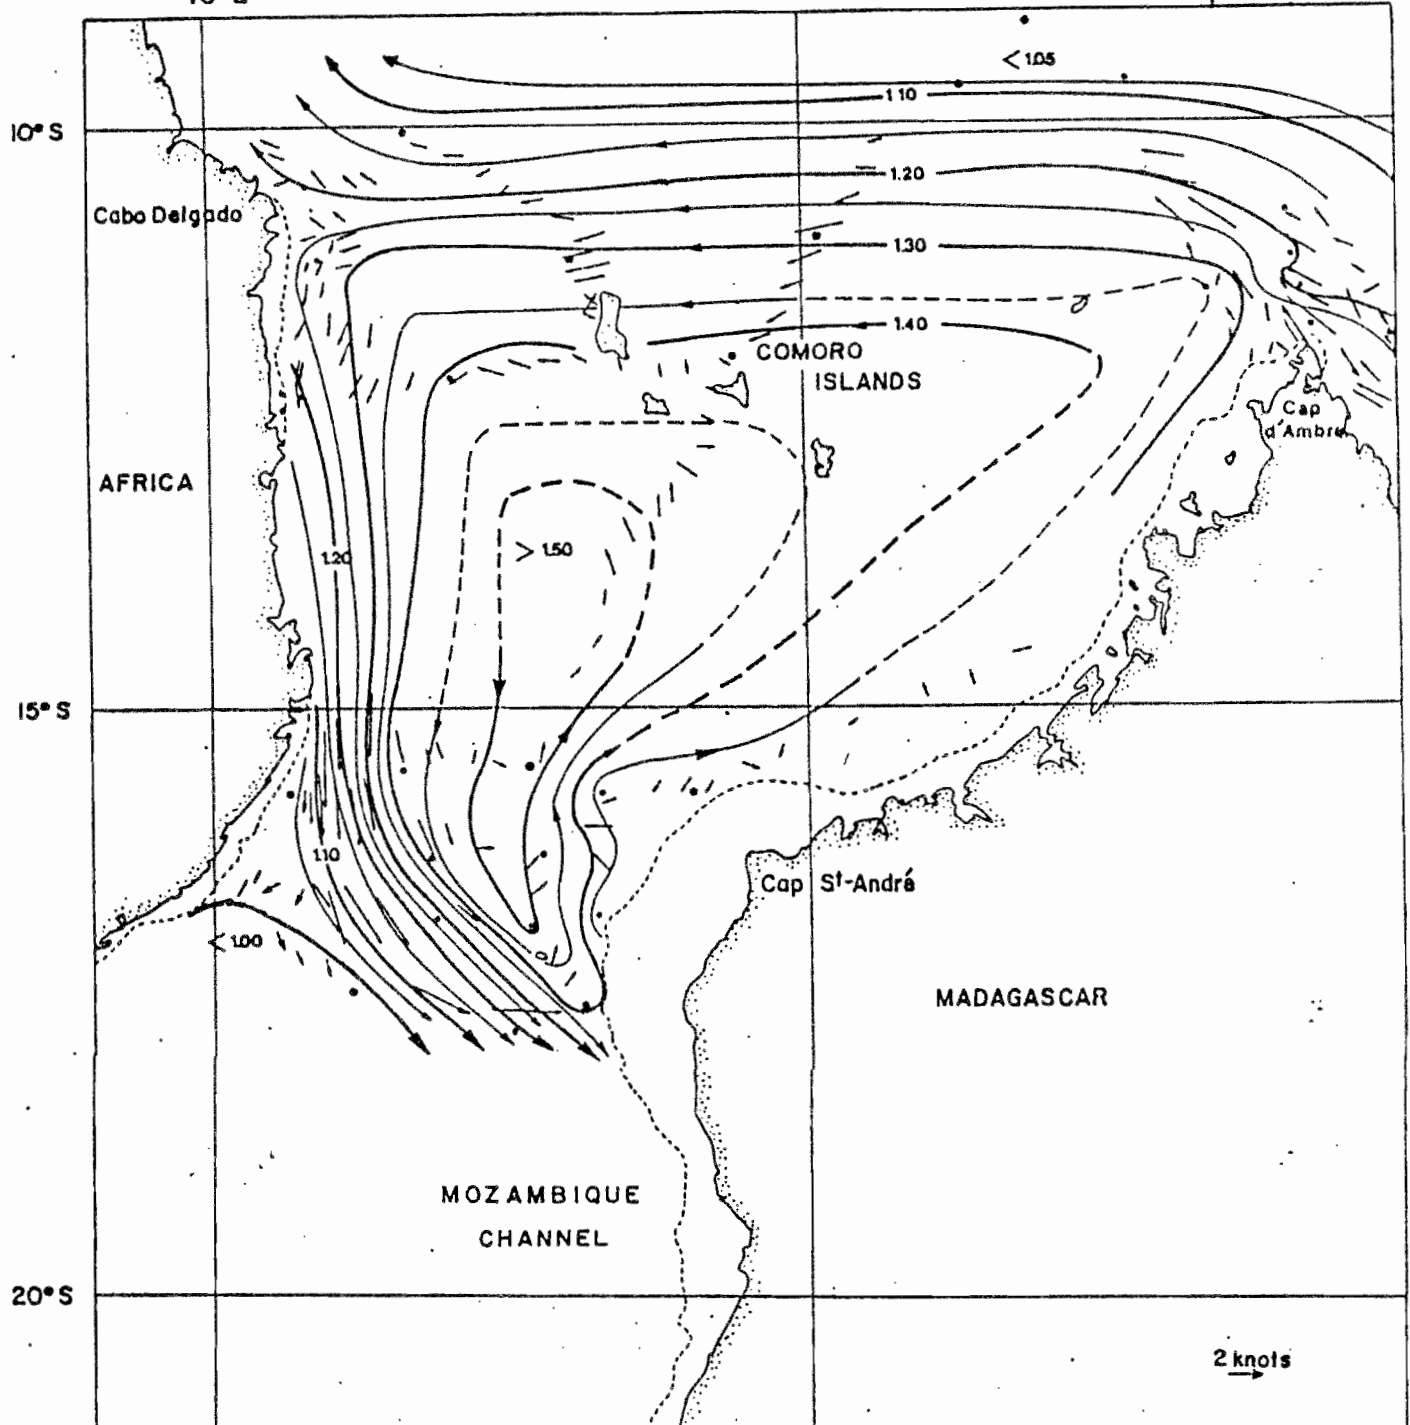 < 1.05
1.10
10° S
1.20
Cabo Delgado
1.30
1.40
COMORO
ISLANDS
Cap
d'Ambre
AFRICA
> 1.50
1.20
15° S
1.10
Cap St-André
< 1.00
MADAGASCAR
MOZAMBIQUE
CHANNEL
20° S
2 knots